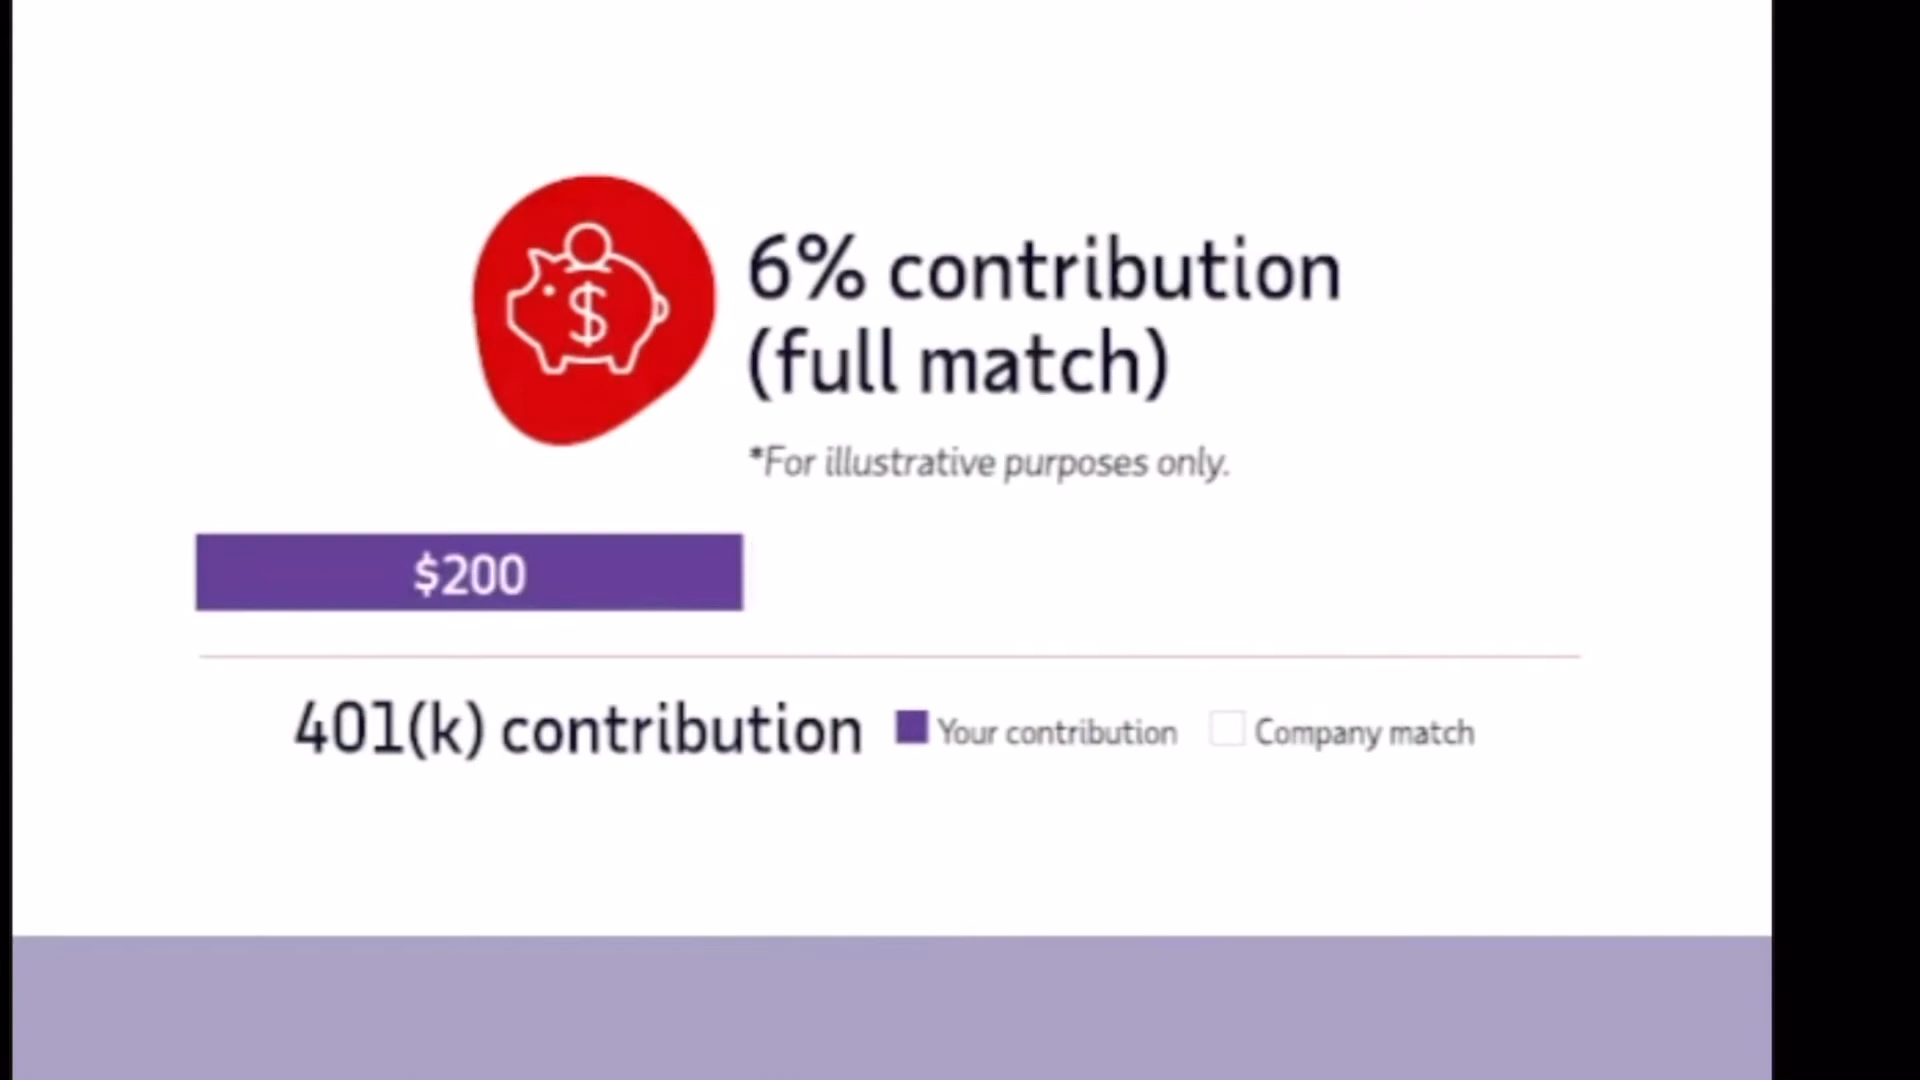 $
6% contribution
(full match)
*For illustrative purposes only.
$200
401(k) contribution
Your contribution
Company match